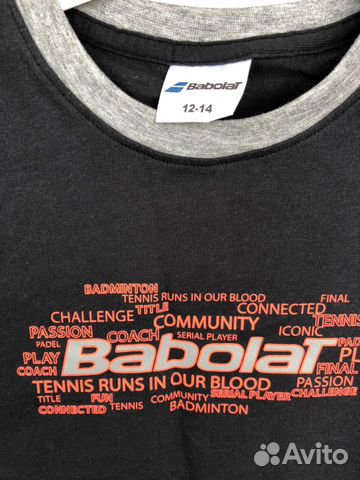 Babolat
12-14
BADMINTON
TENNIS RUNS IN OUR BLOOD
FINAL
TITLE
CONNECTED
CHALLENGE
COMMUNITY
TENNIS
PASSION
COACH
SERIAL PLAYER
ICONIC
PADEL
PLAY
Babolat
COACH
FINAL
TENNIS RUNS IN OUR BLOOD
PASSION
TITLE
FUN
COMMUNITY
SERIAL PLAYER
CHALLENGE
CONNECTED
TENNIS
BADMINTON
Avito